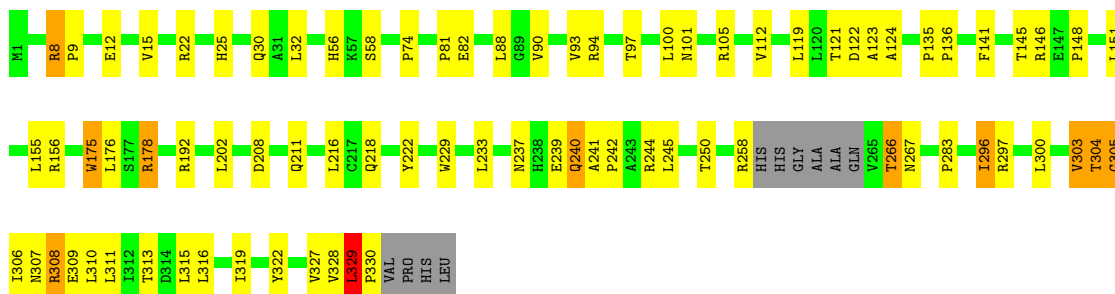 M1 R8 P9 E12 V15 R22 H25 Q30 A31 L32 H56 K57 S58 P74 P81 E82 L88 G89 V90 V93 R94 T97 L100 N101 R105 V112 L119 L120 T121 D122 A123 A124 P135 P136 F141 T145 R146 E147 P148 L151
L155 R156 W175 L176 S177 R178 R192 L202 D208 Q211 L216 C217 Q218 Y222 W229 L233 N237 H238 E239 Q240 A241 P242 A243 R244 L245 T250 R258 HIS HIS GLY ALA ALA GLN V265 T266 N267 P283 I296 R297 L300 V303 T304 G305
I306 N307 R308 E309 L310 L311 I312 T313 D314 L315 L316 I319 Y322 V327 V328 L329 P330 VAL PRO HIS LEU